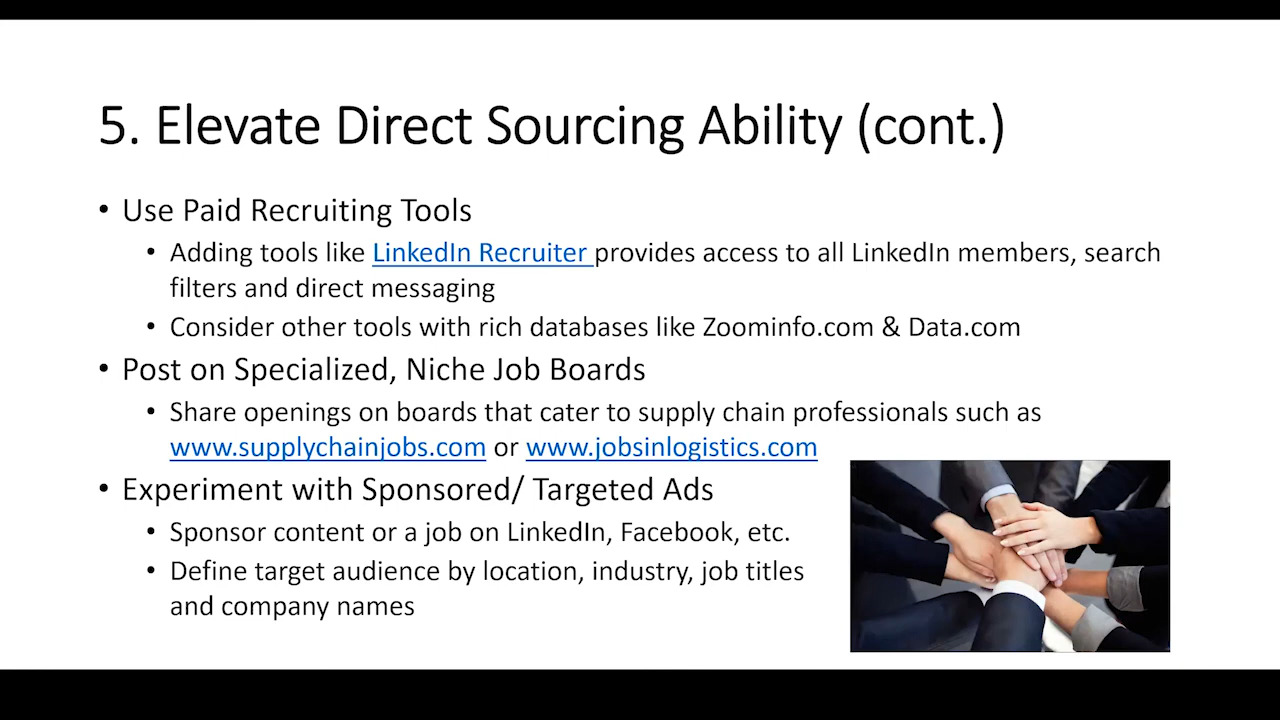 5. Elevate Direct Sourcing Ability (cont.)
• Use Paid Recruiting Tools
• Adding tools like LinkedIn Recruiter provides access to all LinkedIn members, search
filters and direct messaging
• Consider other tools with rich databases like Zoominfo.com & Data.com
• Post on Specialized, Niche Job Boards
• Share openings on boards that cater to supply chain professionals such as
www.supplychainjobs.com or www.jobsinlogistics.com
• Experiment with Sponsored/ Targeted Ads
• Sponsor content or a job on LinkedIn, Facebook, etc.
• Define target audience by location, industry, job titles
and company names